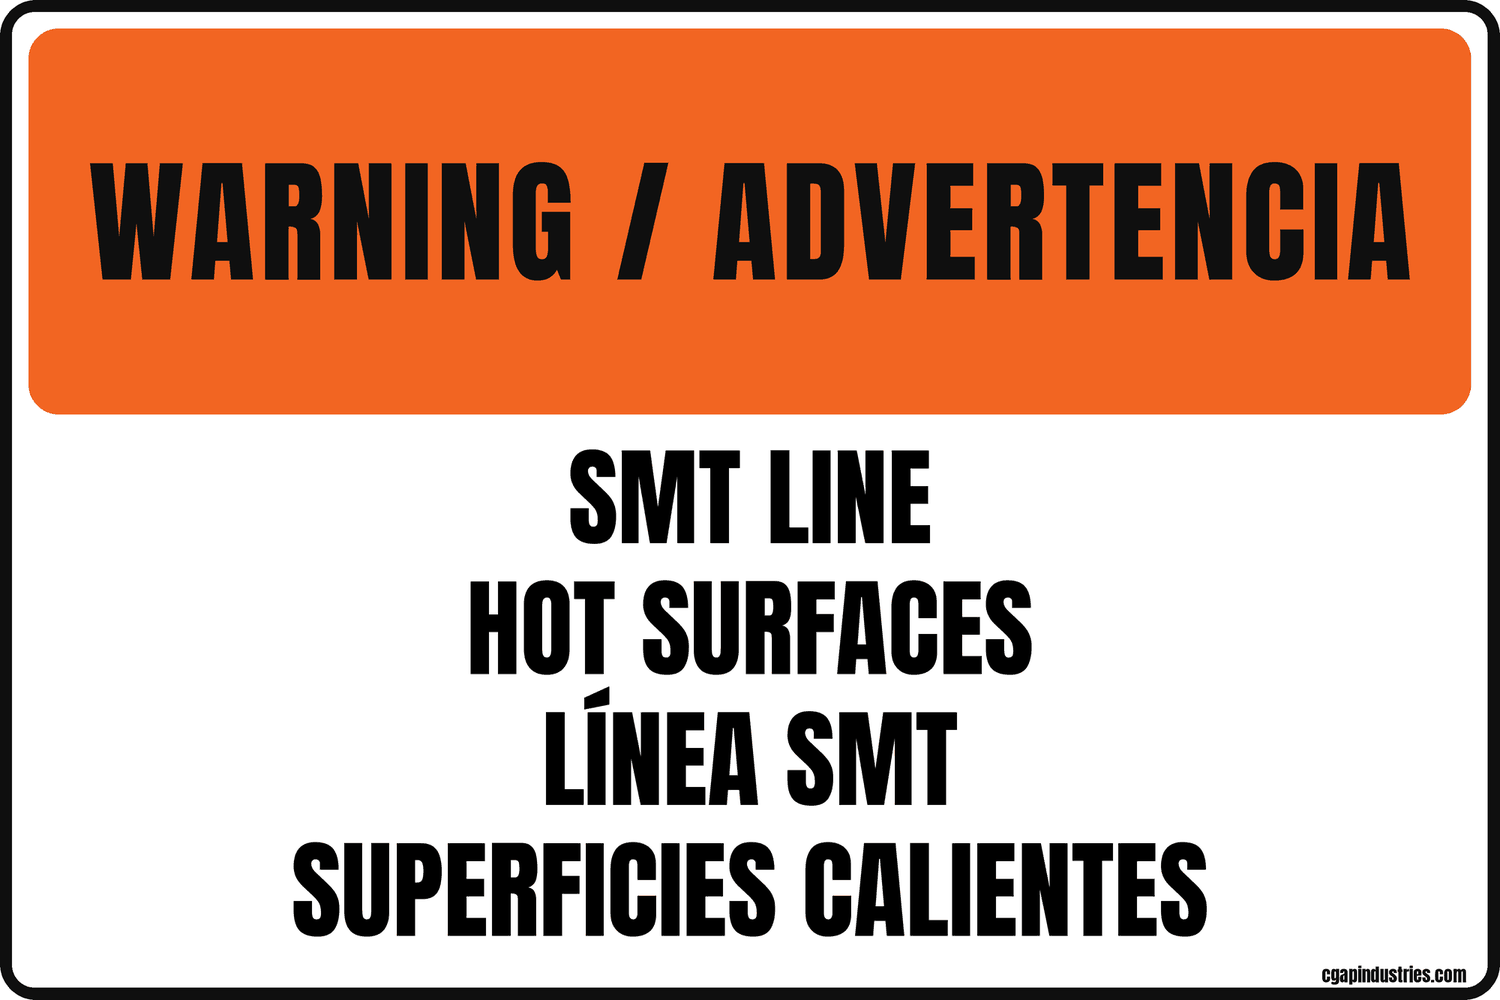 WARNING / ADVERTENCIA
SMT LINE
HOT SURFACES
LÍNEA SMT
SUPERFICIES CALIENTES
cgapindustries.com